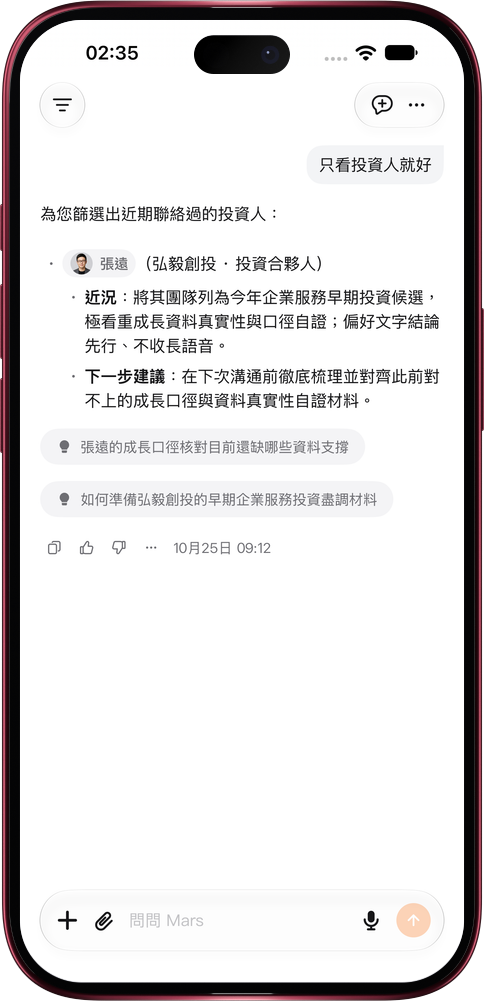 02:35
只看投資人就好
為您篩選出近期聯絡過的投資人：
· 張遠 （弘毅創投・投資合夥人）
· 近況：將其團隊列為今年企業服務早期投資候選，
極看重成長資料真實性與口徑自證；偏好文字結論
先行、不收長語音。
· 下一步建議：在下次溝通前徹底梳理並對齊此前對
不上的成長口徑與資料真實性自證材料。
張遠的成長口徑核對目前還缺哪些資料支撐
如何準備弘毅創投的早期企業服務投資盡調材料
10月25日 09:12
問問 Mars